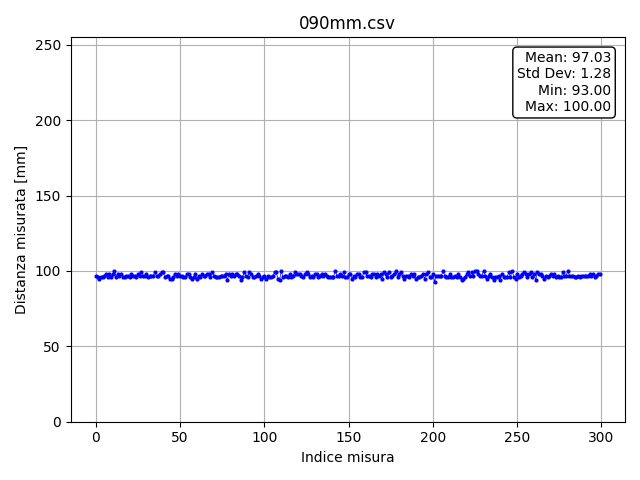 090mm.csv
Mean: 97.03
Std Dev: 1.28
Min: 93.00
Max: 100.00
Distanza misurata [mm]
250
200
150
100
50
0
0 50 100 150 200 250 300
Indice misura